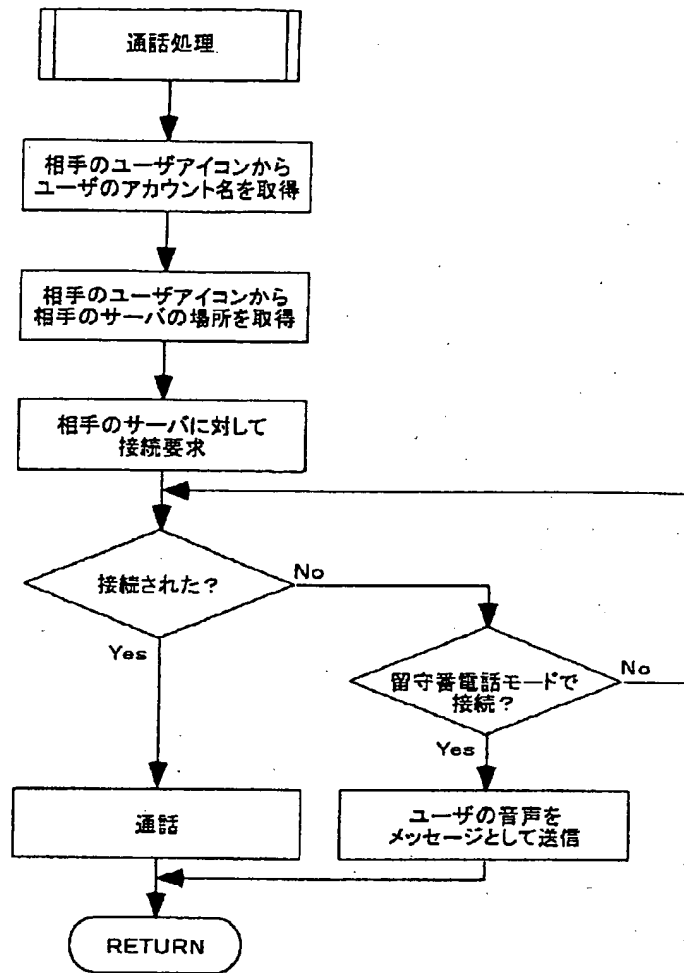 通話処理
相手のユーザアイコンから
ユーザのアカウント名を取得
相手のユーザアイコンから
相手のサーバの場所を取得
相手のサーバに対して
接続要求
接続された?
No
Yes
留守番電話モードで
接続?
No
Yes
通話
ユーザの音声を
メッセージとして送信
RETURN